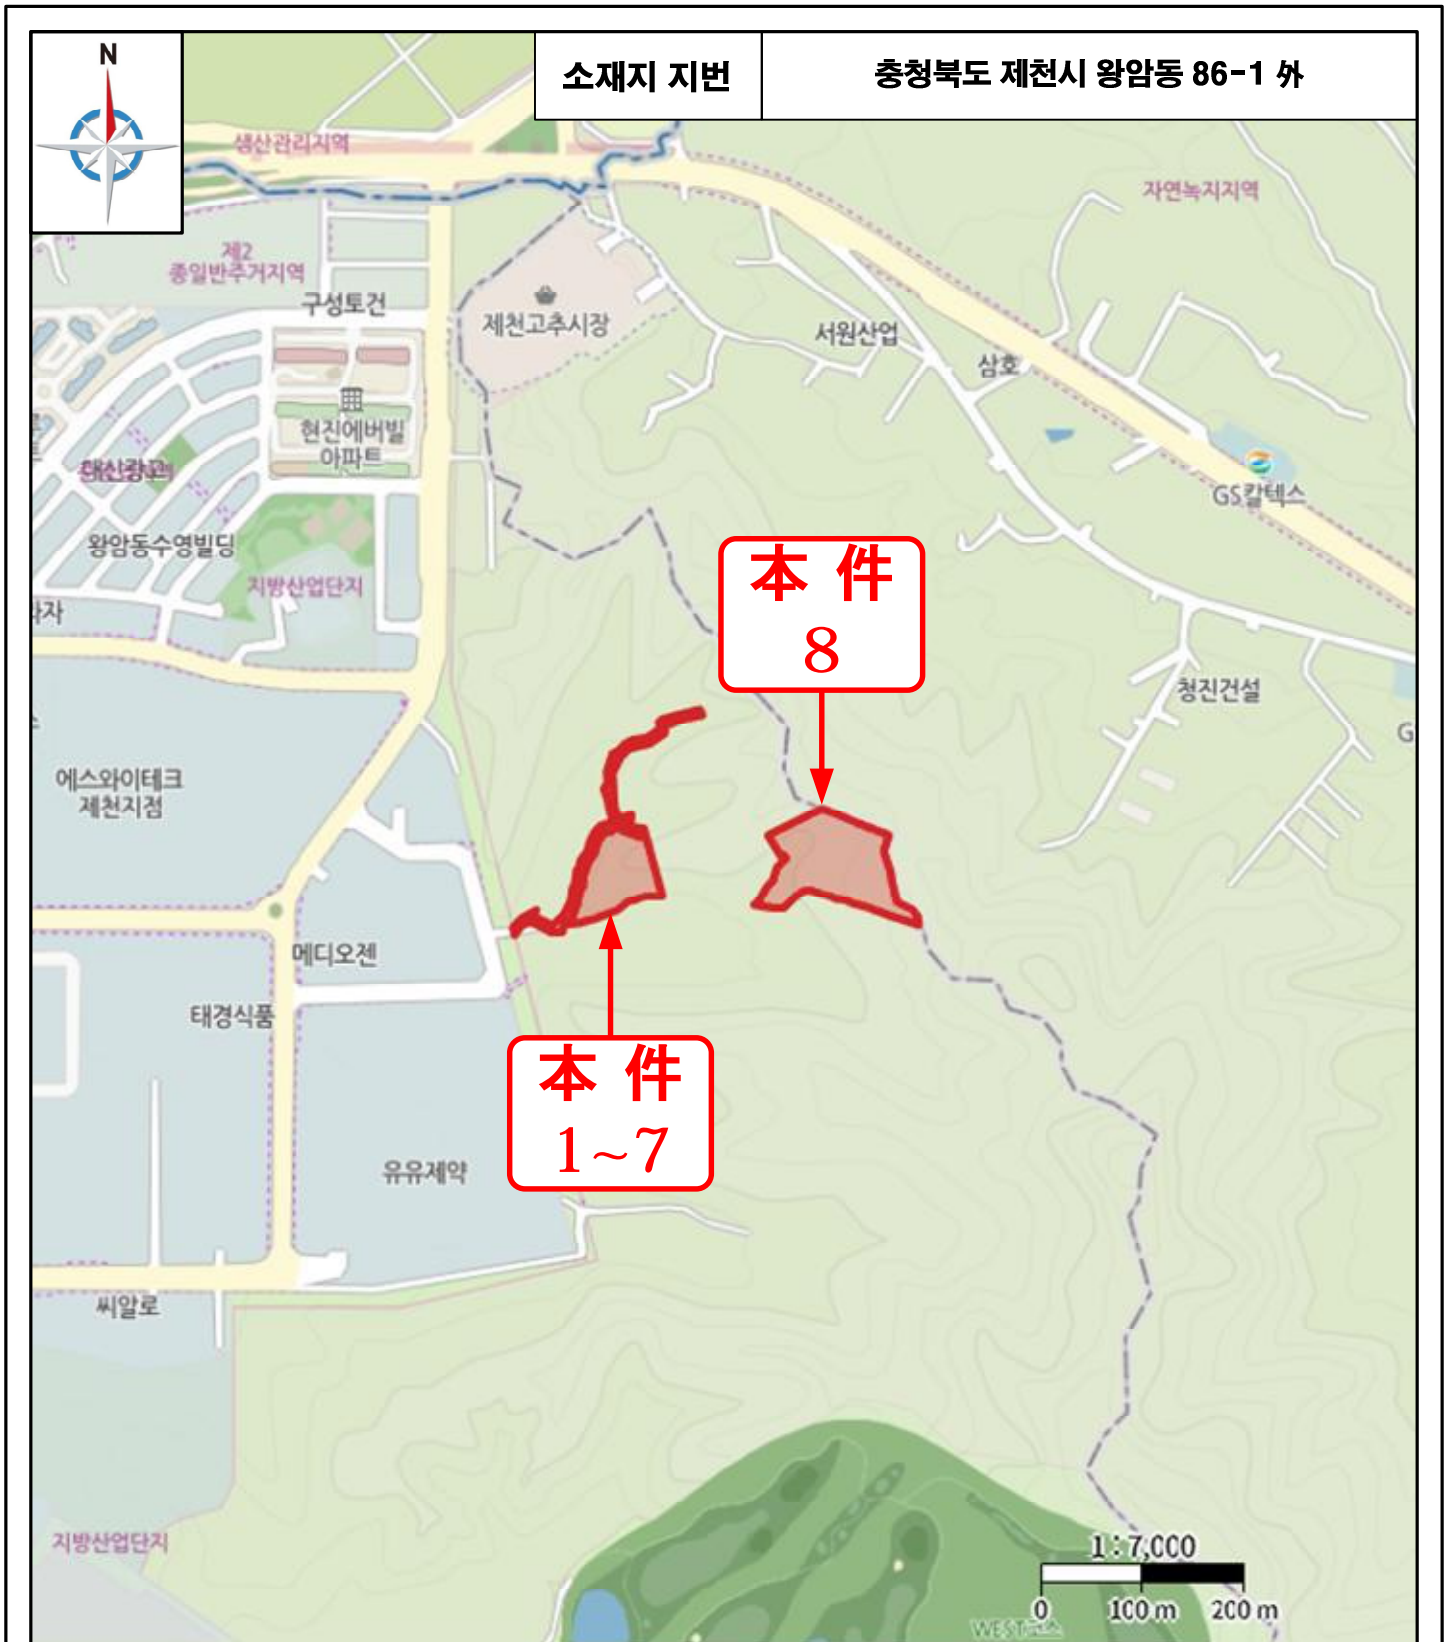 N
소재지 지번
충청북도 제천시 왕암동 86-1 外
생산관리지역
자연녹지지역
제2
종일반주거지역
구성토건
제천고추시장
서원산업
삼호
현진에버빌
아파트
GS칼텍스
왕암동수영빌딩
지방산업단지
本 件
8
청진건설
에스와이테크
제천지점
메디오젠
태경식품
本 件
1~7
유유제약
씨알로
지방산업단지
1:7,000
0 100 m 200 m